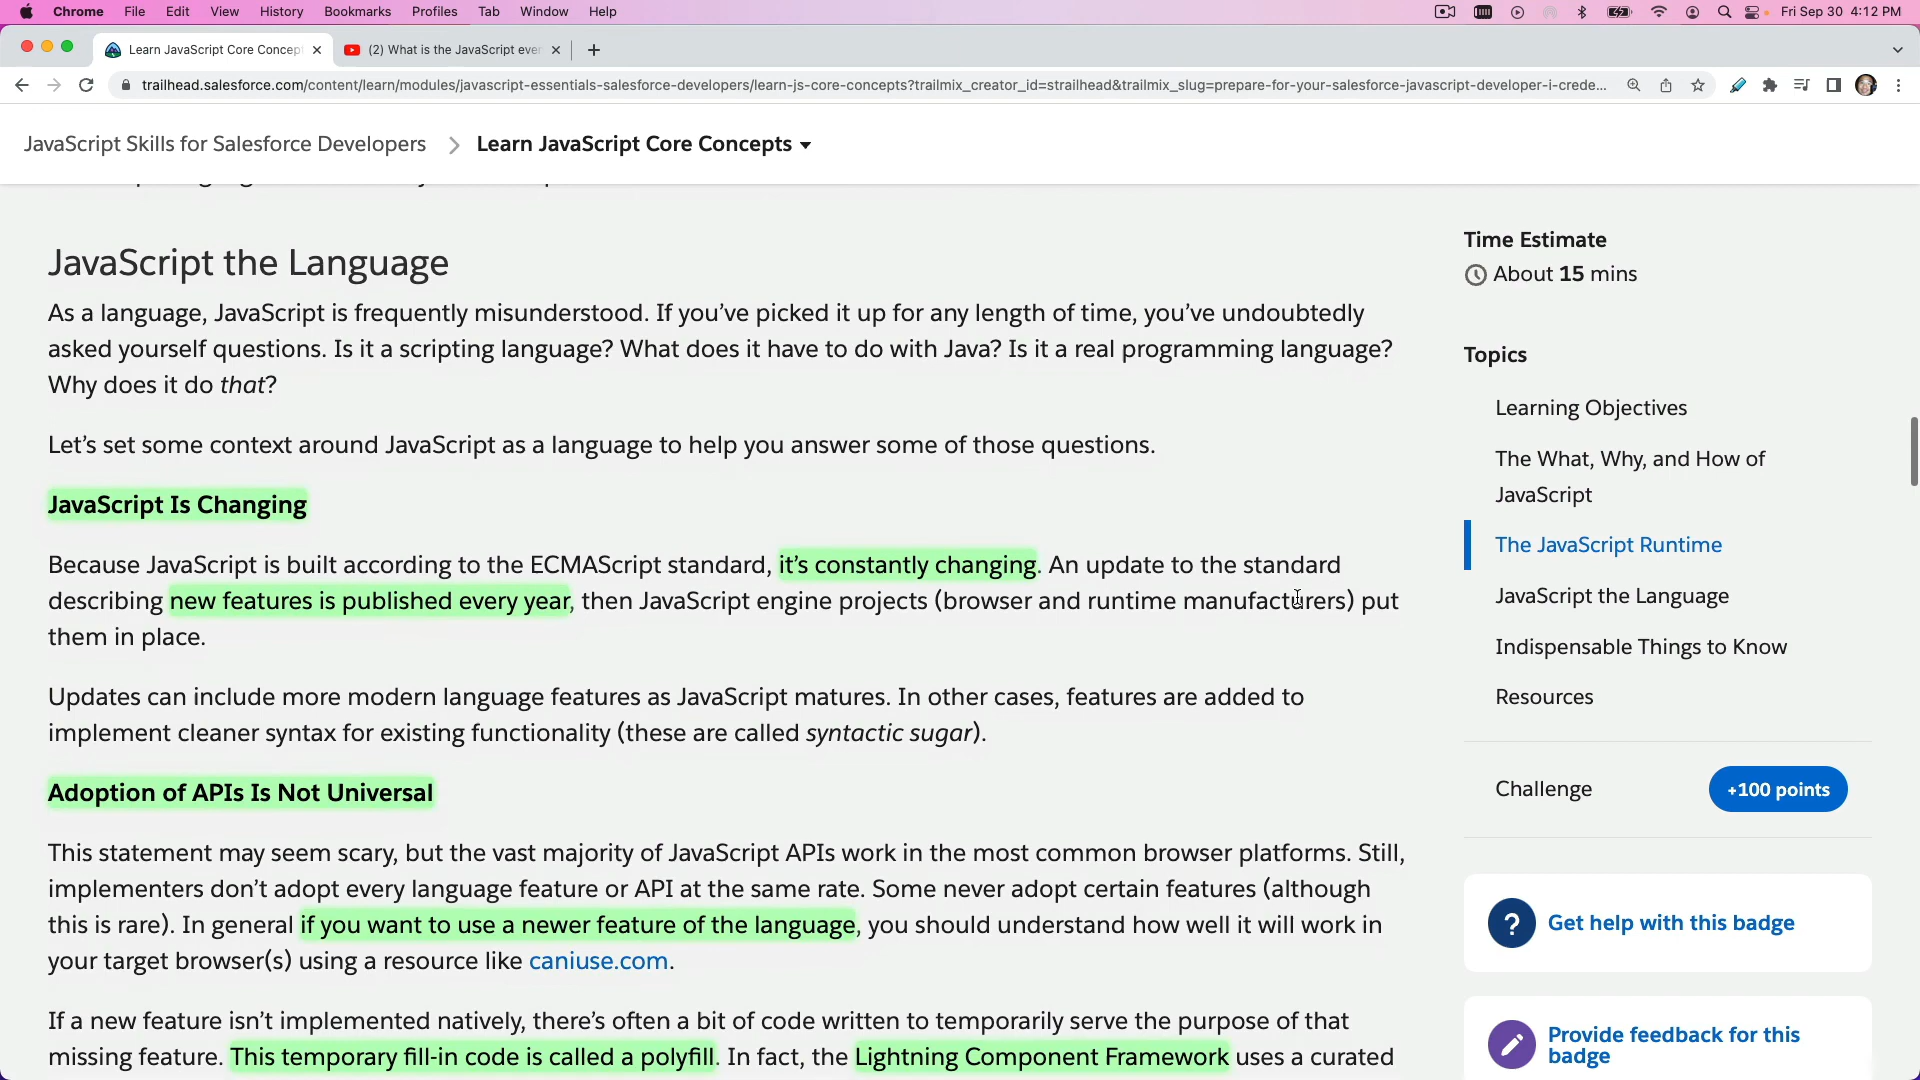 Chrome File Edit View History Bookmarks Profiles Tab Window Help Fri Sep 30 4:12 PM
Learn JavaScript Core Concep (2) What is the JavaScript even
trailhead.salesforce.com/content/learn/modules/javascript-essentials-salesforce-developers/learn-js-core-concepts?trailmix_creator_id=strailhead&trailmix_slug=prepare-for-your-salesforce-javascript-developer-i-crede...
JavaScript Skills for Salesforce Developers Learn JavaScript Core Concepts
JavaScript the Language
As a language, JavaScript is frequently misunderstood. If you’ve picked it up for any length of time, you’ve undoubtedly
asked yourself questions. Is it a scripting language? What does it have to do with Java? Is it a real programming language?
Why does it do that?
Let’s set some context around JavaScript as a language to help you answer some of those questions.
JavaScript Is Changing
Because JavaScript is built according to the ECMAScript standard, it’s constantly changing. An update to the standard
describing new features is published every year, then JavaScript engine projects (browser and runtime manufacturers) put
them in place.
Updates can include more modern language features as JavaScript matures. In other cases, features are added to
implement cleaner syntax for existing functionality (these are called syntactic sugar).
Adoption of APIs Is Not Universal
This statement may seem scary, but the vast majority of JavaScript APIs work in the most common browser platforms. Still,
implementers don’t adopt every language feature or API at the same rate. Some never adopt certain features (although
this is rare). In general if you want to use a newer feature of the language, you should understand how well it will work in
your target browser(s) using a resource like caniuse.com.
If a new feature isn’t implemented natively, there’s often a bit of code written to temporarily serve the purpose of that
missing feature. This temporary fill-in code is called a polyfill. In fact, the Lightning Component Framework uses a curated
Time Estimate
About 15 mins
Topics
Learning Objectives
The What, Why, and How of
JavaScript
The JavaScript Runtime
JavaScript the Language
Indispensable Things to Know
Resources
Challenge +100 points
? Get help with this badge
Provide feedback for this
badge